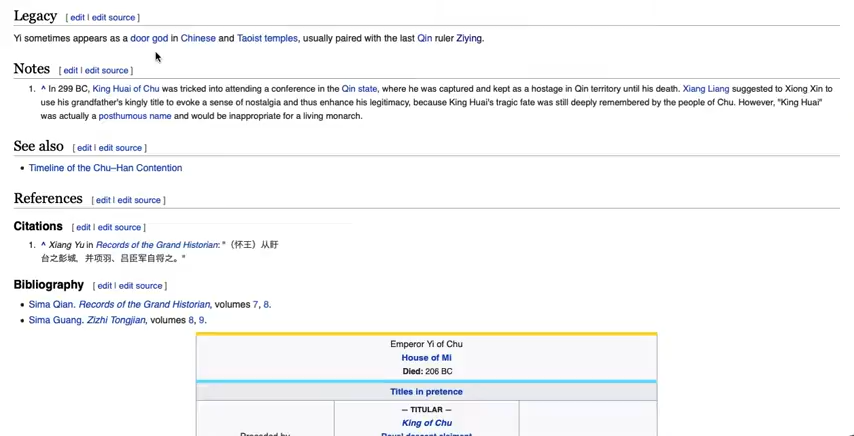 Legacy [ edit | edit source ]
Yi sometimes appears as a door god in Chinese and Taoist temples, usually paired with the last Qin ruler Ziying.
Notes [ edit | edit source ]
1. ^ In 299 BC, King Huai of Chu was tricked into attending a conference in the Qin state, where he was captured and kept as a hostage in Qin territory until his death. Xiang Liang suggested to Xiong Xin to
use his grandfather's kingly title to evoke a sense of nostalgia and thus enhance his legitimacy, because King Huai's tragic fate was still deeply remembered by the people of Chu. However, "King Huai"
was actually a posthumous name and would be inappropriate for a living monarch.
See also [ edit | edit source ]
• Timeline of the Chu–Han Contention
References [ edit | edit source ]
Citations [ edit | edit source ]
1. ^ Xiang Yu in Records of the Grand Historian: "（怀王）从盱
台之彭城，并项羽、吕臣军自将之。"
Bibliography [ edit | edit source ]
• Sima Qian. Records of the Grand Historian, volumes 7, 8.
• Sima Guang. Zizhi Tongjian, volumes 8, 9.
Emperor Yi of Chu
House of Mi
Died: 206 BC
Titles in pretence
— TITULAR —
King of Chu
Preceded by
Royal descent claimant